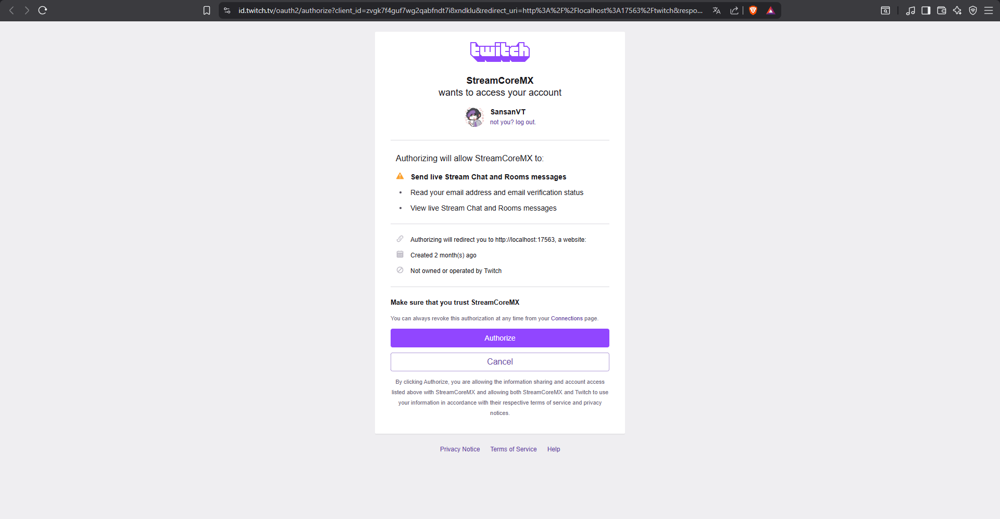 id.twitch.tv/oauth2/authorize?client_id=zvgk7f4guf7wg2qabfndt7i8xndklu&redirect_uri=http%3A%2F%2Flocalhost%3A17563%2Ftwitch&respo...
twitch
StreamCoreMX
wants to access your account
SansanVT
not you? log out.
Authorizing will allow StreamCoreMX to:
Send live Stream Chat and Rooms messages
• Read your email address and email verification status
• View live Stream Chat and Rooms messages
Authorizing will redirect you to http://localhost:17563, a website:
Created 2 month(s) ago
Not owned or operated by Twitch
Make sure that you trust StreamCoreMX
You can always revoke this authorization at any time from your Connections page.
Authorize
Cancel
By clicking Authorize, you are allowing the information sharing and account access
listed above with StreamCoreMX and allowing both StreamCoreMX and Twitch to use
your information in accordance with their respective terms of service and privacy
notices.
Privacy Notice Terms of Service Help